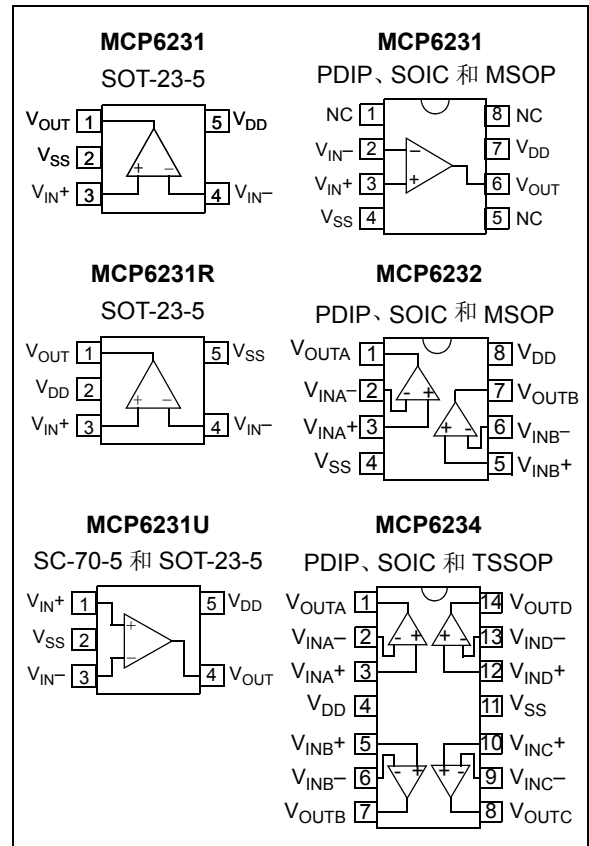 MCP6231
SOT-23-5
VOUT 1 5 VDD
VSS 2
VIN+ 3 4 VIN–
+ −
MCP6231
PDIP、SOIC 和 MSOP
NC 1 8 NC
VIN– 2 7 VDD
VIN+ 3 6 VOUT
VSS 4 5 NC
−
+
MCP6231R
SOT-23-5
VOUT 1 5 VSS
VDD 2
VIN+ 3 4 VIN–
+ −
MCP6232
PDIP、SOIC 和 MSOP
VOUTA 1 8 VDD
VINA– 2 7 VOUTB
VINA+ 3 6 VINB–
VSS 4 5 VINB+
- +
+ -
MCP6231U
SC-70-5 和 SOT-23-5
VIN+ 1 5 VDD
VSS 2
VIN– 3 4 VOUT
+
−
MCP6234
PDIP、SOIC 和 TSSOP
VOUTA 1 14 VOUTD
VINA– 2 13 VIND–
VINA+ 3 12 VIND+
VDD 4 11 VSS
VINB+ 5 10 VINC+
VINB– 6 9 VINC–
VOUTB 7 8 VOUTC
- + + -
- + + -